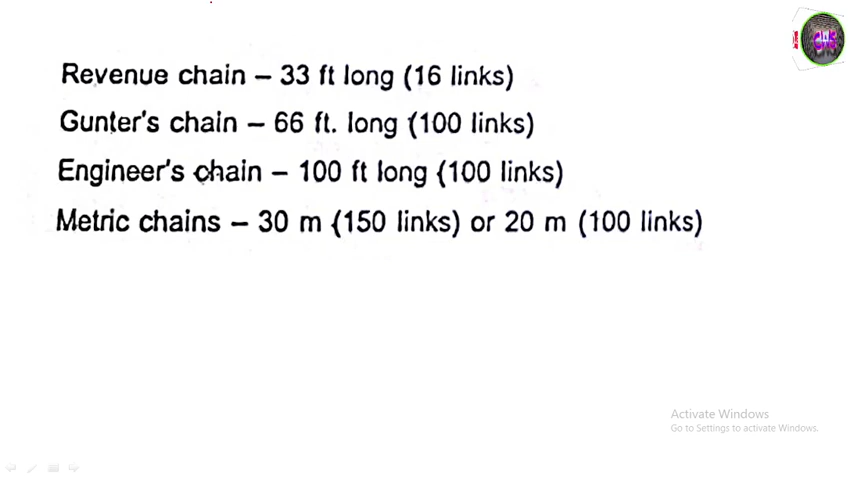 Revenue chain – 33 ft long (16 links)
Gunter's chain – 66 ft. long (100 links)
Engineer's chain – 100 ft long (100 links)
Metric chains – 30 m (150 links) or 20 m (100 links)
Activate Windows
Go to Settings to activate Windows.